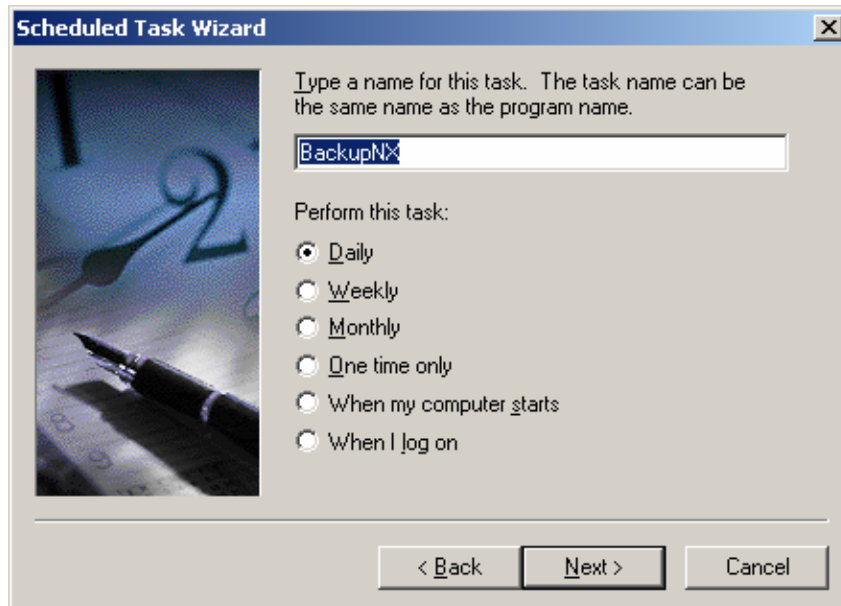 Scheduled Task Wizard
Type a name for this task. The task name can be
the same name as the program name.
BackupNX
Perform this task:
Daily
Weekly
Monthly
One time only
When my computer starts
When I log on
< Back
Next >
Cancel